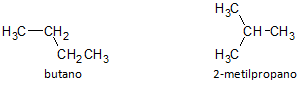 H₃C CH₂
CH₂CH₃
butano
H₃C
CH CH₃
H₃C
2-metilpropano